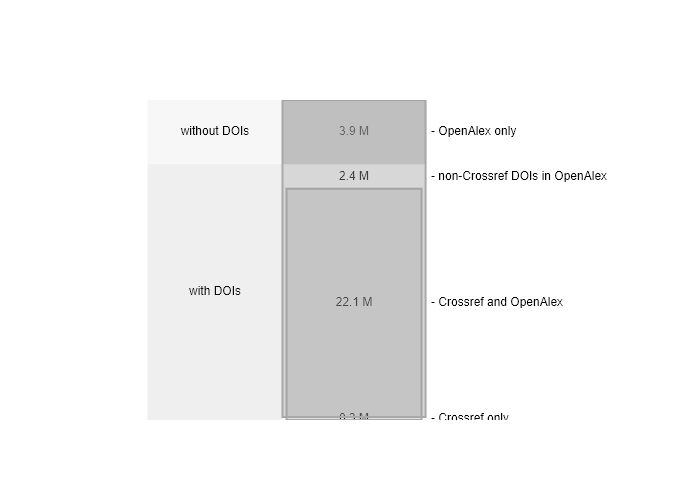 without DOIs 3.9 M - OpenAlex only
2.4 M - non-Crossref DOIs in OpenAlex
with DOIs
22.1 M - Crossref and OpenAlex
0.3 M - Crossref only